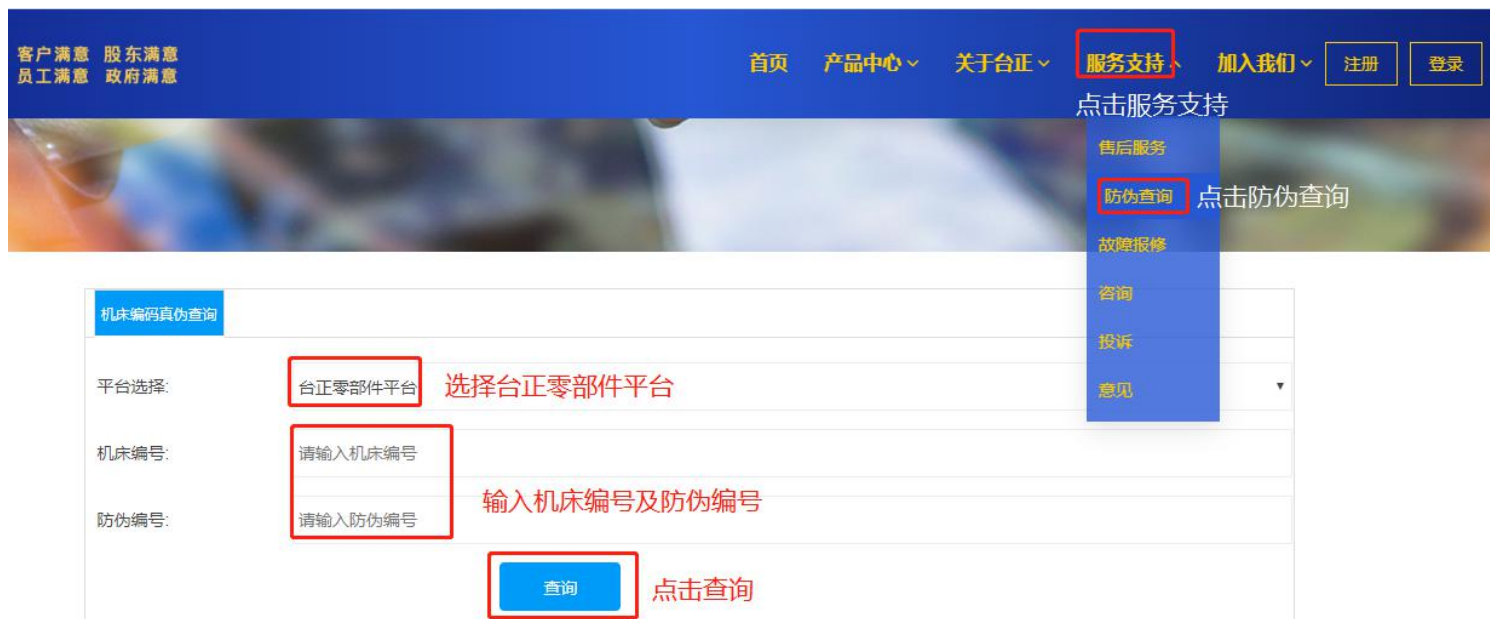 客户满意 股东满意
员工满意 政府满意
首页 产品中心 关于台正 服务支持 加入我们 注册 登录
点击服务支持
售后服务
防伪查询 点击防伪查询
故障报修
咨询
投诉
意见
机床编码真伪查询
平台选择: 台正零部件平台 选择台正零部件平台
机床编号: 请输入机床编号
输入机床编号及防伪编号
防伪编号: 请输入防伪编号
查询 点击查询